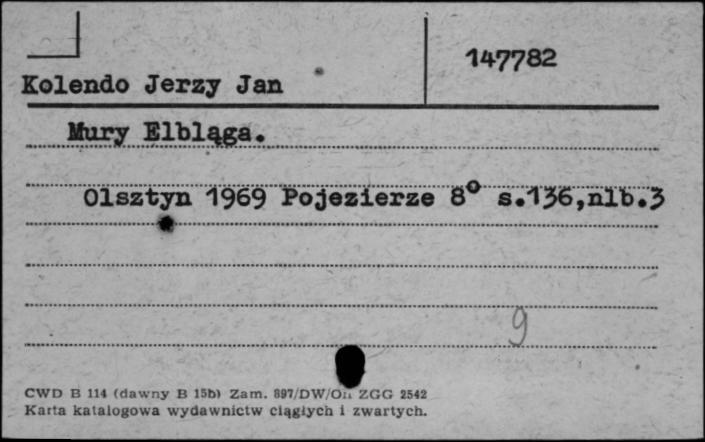 147782
Kolendo Jerzy Jan
Mury Elbląga.
Olsztyn 1969 Pojezierze 8° s.136,nlb.3
9
CWD B 114 (dawny B 15b) Zam. 897/DW/On ZGG 2542
Karta katalogowa wydawnictw ciągłych i zwartych.